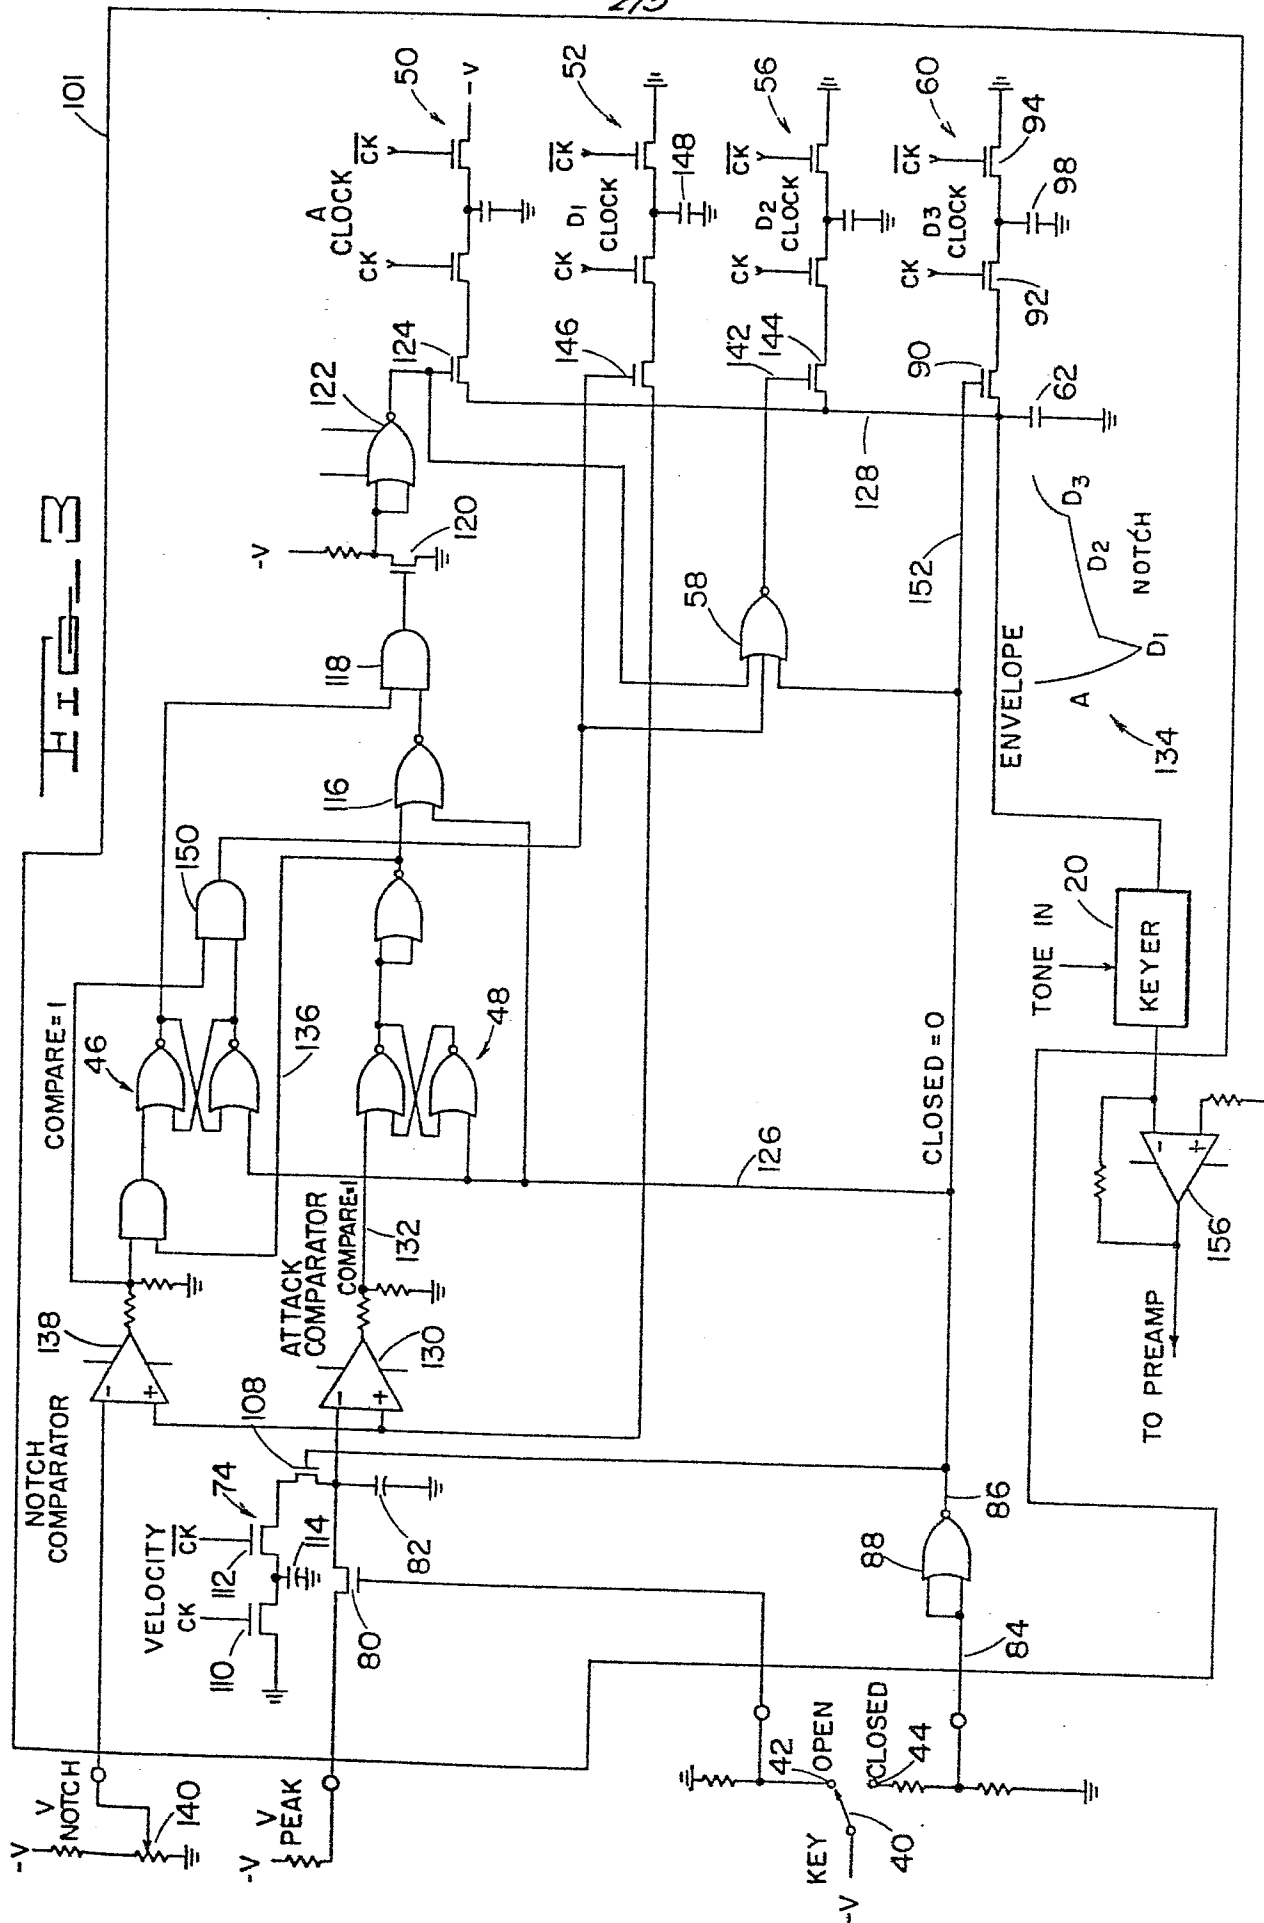 2/5
FIG_3
101
NOTCH
COMPARATOR
138
COMPARE=1
46
150
118
122
-V
120
124
A
CLOCK
CK
CK
50
-V
-V
V
NOTCH
140
VELOCITY
CK
CK
74
108
110
112
114
80
82
ATTACK
COMPARATOR
COMPARE=1
130
132
136
48
116
146
D1
CLOCK
CK
CK
52
148
-V
V
PEAK
58
142
144
D2
CLOCK
CK
CK
56
128
126
CLOSED = 0
152
90
92
D3
CLOCK
CK
CK
60
94
98
62
KEY
-V
40
42
OPEN
CLOSED
44
84
88
86
ENVELOPE
A
D1
D2
D3
NOTCH
134
TONE IN
20
KEYER
156
TO PREAMP